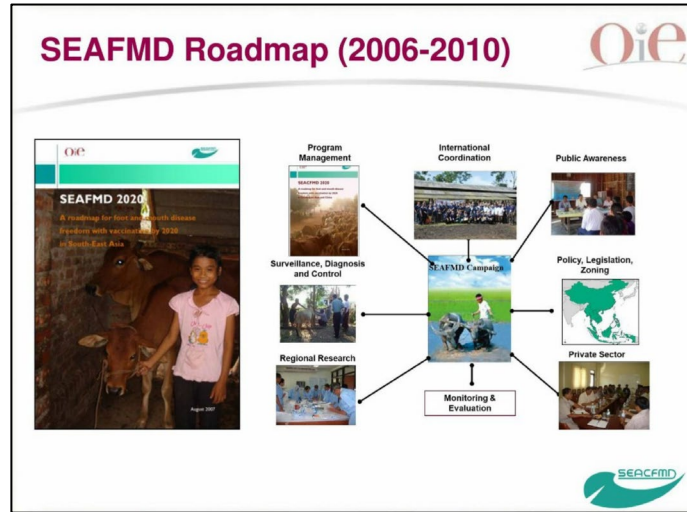 SEAFMD Roadmap (2006-2010)
OiE
OiE
SEAFMD 2020
A roadmap for foot and mouth disease
freedom with vaccination by 2020
in South-East Asia
August 2007
Program
Management
SEAFMD 2020
International
Coordination
Public Awareness
Surveillance, Diagnosis
and Control
SEAFMD Campaign
Policy, Legislation,
Zoning
Regional Research
Private Sector
Monitoring &
Evaluation
SEACFMD